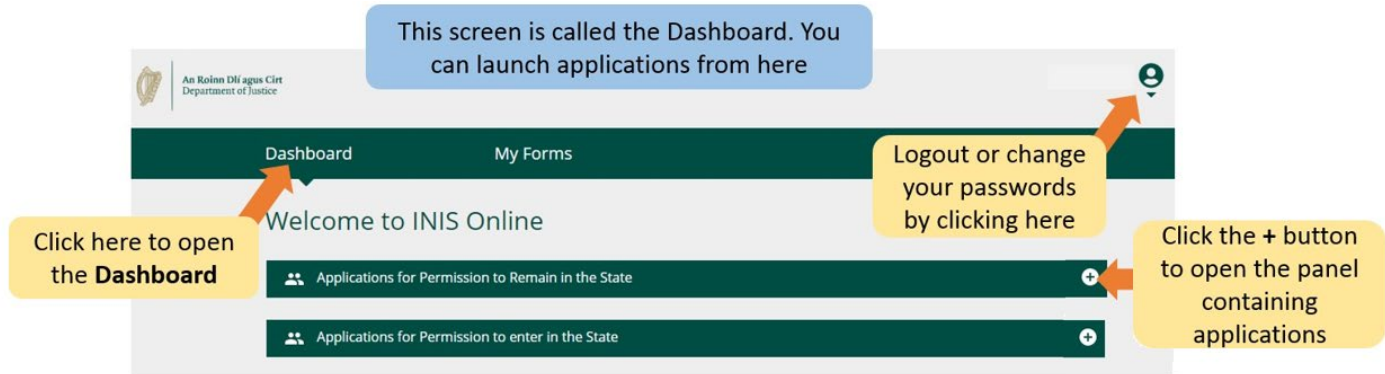 This screen is called the Dashboard. You
can launch applications from here
An Roinn Dlí agus Cirt
Department of Justice
Dashboard
My Forms
Logout or change
your passwords
by clicking here
Welcome to INIS Online
Click here to open
the Dashboard
Applications for Permission to Remain in the State
Click the + button
to open the panel
containing
applications
Applications for Permission to enter in the State